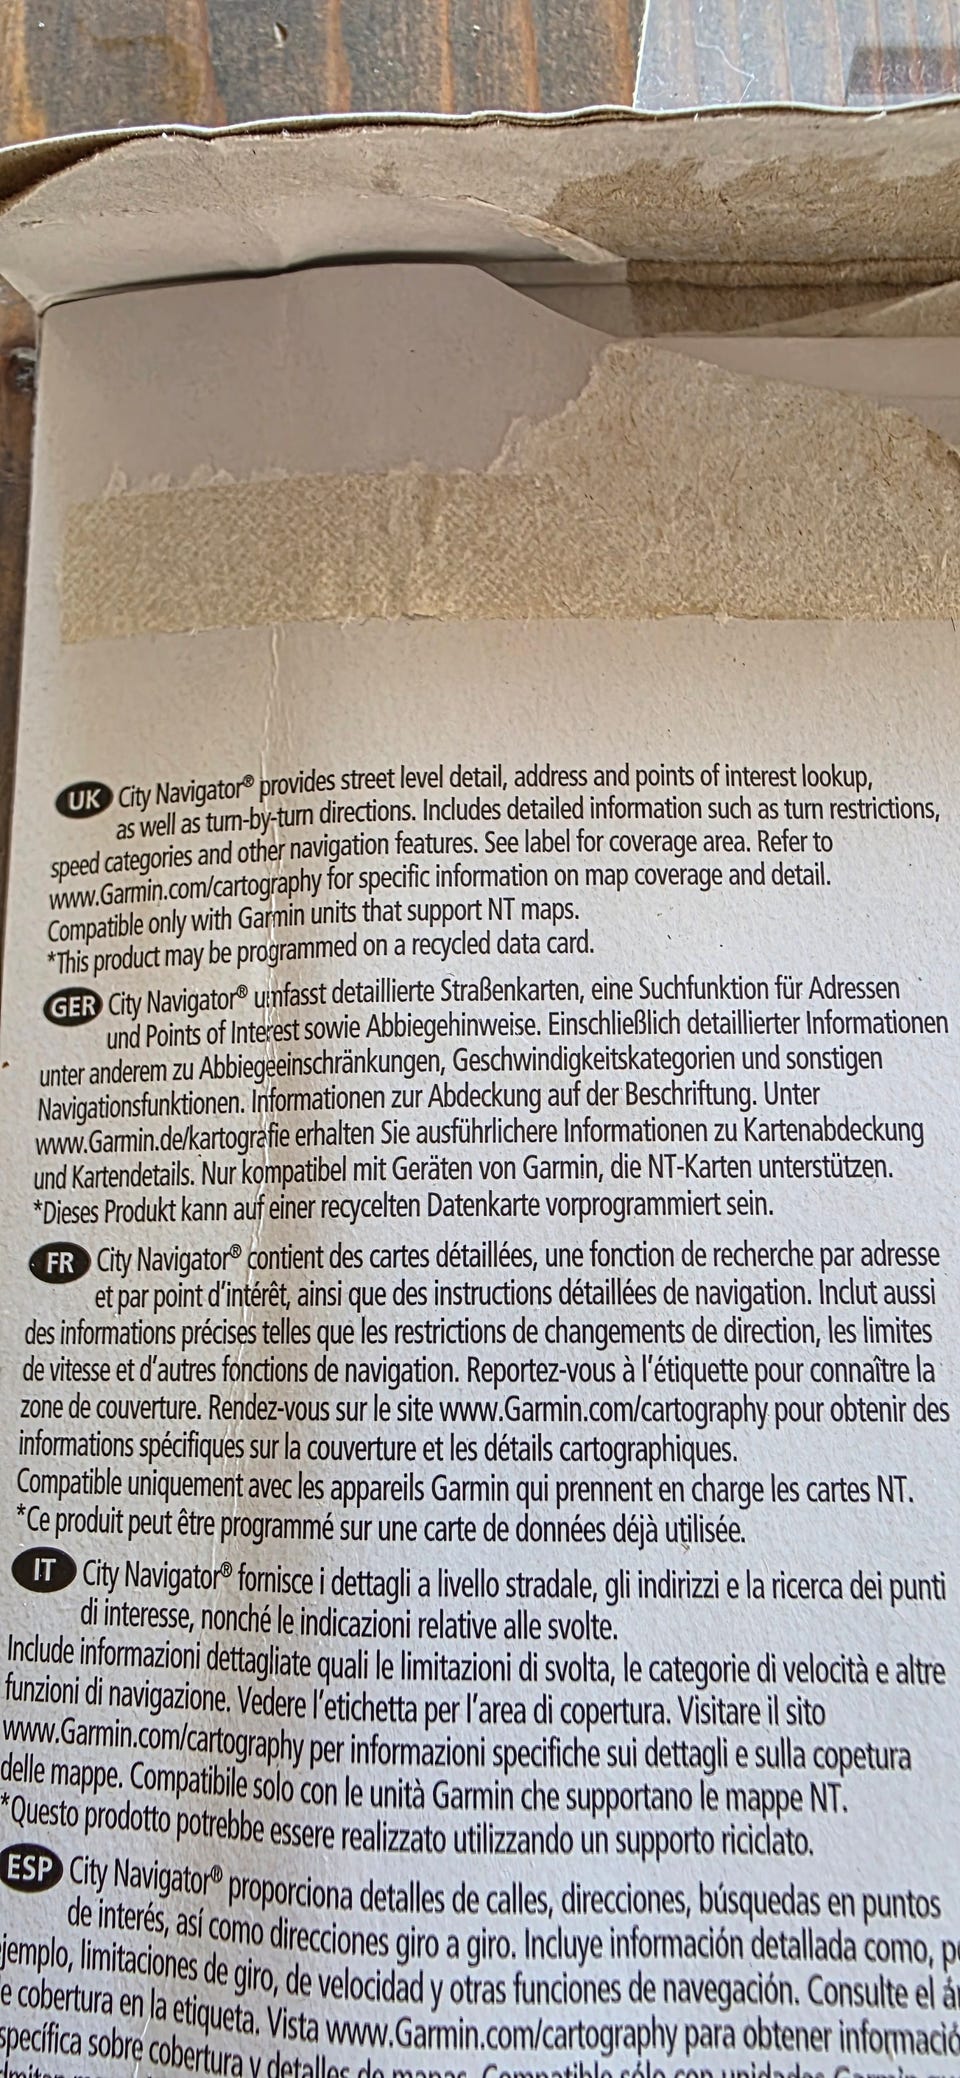 UK City Navigator® provides street level detail, address and points of interest lookup,
as well as turn-by-turn directions. Includes detailed information such as turn restrictions,
speed categories and other navigation features. See label for coverage area. Refer to
www.Garmin.com/cartography for specific information on map coverage and detail.
Compatible only with Garmin units that support NT maps.
*This product may be programmed on a recycled data card.
GER City Navigator® umfasst detaillierte Straßenkarten, eine Suchfunktion für Adressen
und Points of Interest sowie Abbiegehinweise. Einschließlich detaillierter Informationen
unter anderem zu Abbiegeeinschränkungen, Geschwindigkeitskategorien und sonstigen
Navigationsfunktionen. Informationen zur Abdeckung auf der Beschriftung. Unter
www.Garmin.de/kartografie erhalten Sie ausführlichere Informationen zu Kartenabdeckung
und Kartendetails. Nur kompatibel mit Geräten von Garmin, die NT-Karten unterstützen.
*Dieses Produkt kann auf einer recycelten Datenkarte vorprogrammiert sein.
FR City Navigator® contient des cartes détaillées, une fonction de recherche par adresse
et par point d'intérêt, ainsi que des instructions détaillées de navigation. Inclut aussi
des informations précises telles que les restrictions de changements de direction, les limites
de vitesse et d'autres fonctions de navigation. Reportez-vous à l'étiquette pour connaître la
zone de couverture. Rendez-vous sur le site www.Garmin.com/cartography pour obtenir des
informations spécifiques sur la couverture et les détails cartographiques.
Compatible uniquement avec les appareils Garmin qui prennent en charge les cartes NT.
*Ce produit peut être programmé sur une carte de données déjà utilisée.
IT City Navigator® fornisce i dettagli a livello stradale, gli indirizzi e la ricerca dei punti
di interesse, nonché le indicazioni relative alle svolte.
Include informazioni dettagliate quali le limitazioni di svolta, le categorie di velocità e altre
funzioni di navigazione. Vedere l'etichetta per l'area di copertura. Visitare il sito
www.Garmin.com/cartography per informazioni specifiche sui dettagli e sulla copetura
delle mappe. Compatibile solo con le unità Garmin che supportano le mappe NT.
*Questo prodotto potrebbe essere realizzato utilizzando un supporto riciclato.
ESP City Navigator® proporciona detalles de calles, direcciones, búsquedas en puntos
de interés, así como direcciones giro a giro. Incluye información detallada como, p
jemplo, limitaciones de giro, de velocidad y otras funciones de navegación. Consulte el
e cobertura en la etiqueta. Vista www.Garmin.com/cartography para obtener informació
specífica sobre cobertura y detalles de mapas. Compatible sólo con unidades Garmin